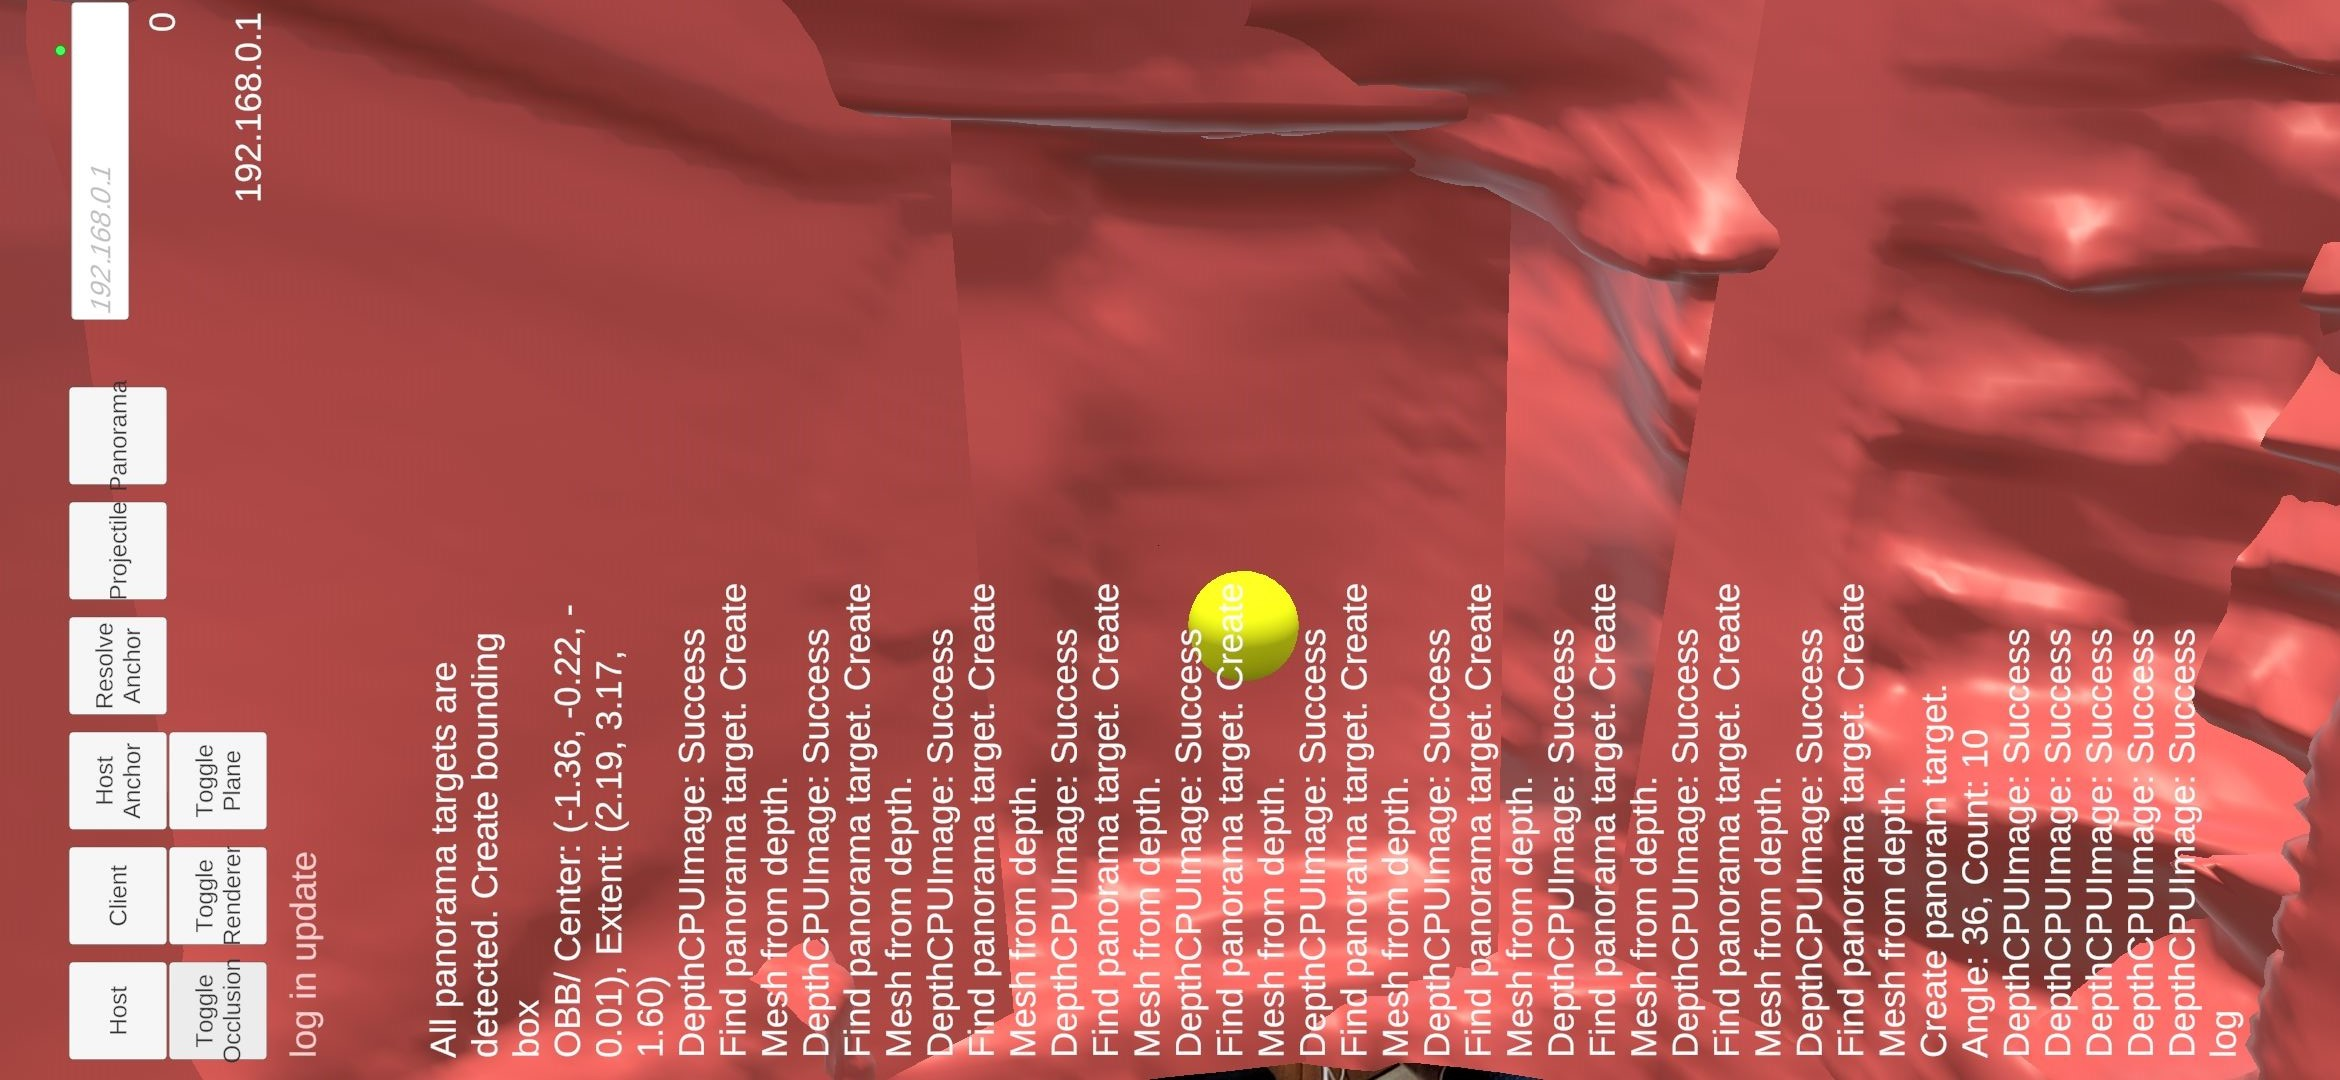 192.168.0.1
0
192.168.0.1
Host
Client
Host
Anchor
Resolve
Anchor
Projectile
Panorama
Toggle
Occlusion
Toggle
Renderer
Toggle
Plane
log in update
All panorama targets are
detected. Create bounding
box
OBB/ Center: (-1.36, -0.22, -
0.01), Extent: (2.19, 3.17,
1.60)
DepthCPUImage: Success
Find panorama target. Create
Mesh from depth.
DepthCPUImage: Success
Find panorama target. Create
Mesh from depth.
DepthCPUImage: Success
Find panorama target. Create
Mesh from depth.
DepthCPUImage: Success
Find panorama target. Create
Mesh from depth.
DepthCPUImage: Success
Find panorama target. Create
Mesh from depth.
DepthCPUImage: Success
Find panorama target. Create
Mesh from depth.
DepthCPUImage: Success
Find panorama target. Create
Mesh from depth.
DepthCPUImage: Success
Find panorama target. Create
Mesh from depth.
DepthCPUImage: Success
Find panorama target. Create
Mesh from depth.
DepthCPUImage: Success
Find panorama target. Create
Mesh from depth.
Create panoram target.
Angle: 36, Count: 10
DepthCPUImage: Success
DepthCPUImage: Success
DepthCPUImage: Success
DepthCPUImage: Success
DepthCPUImage: Success
log